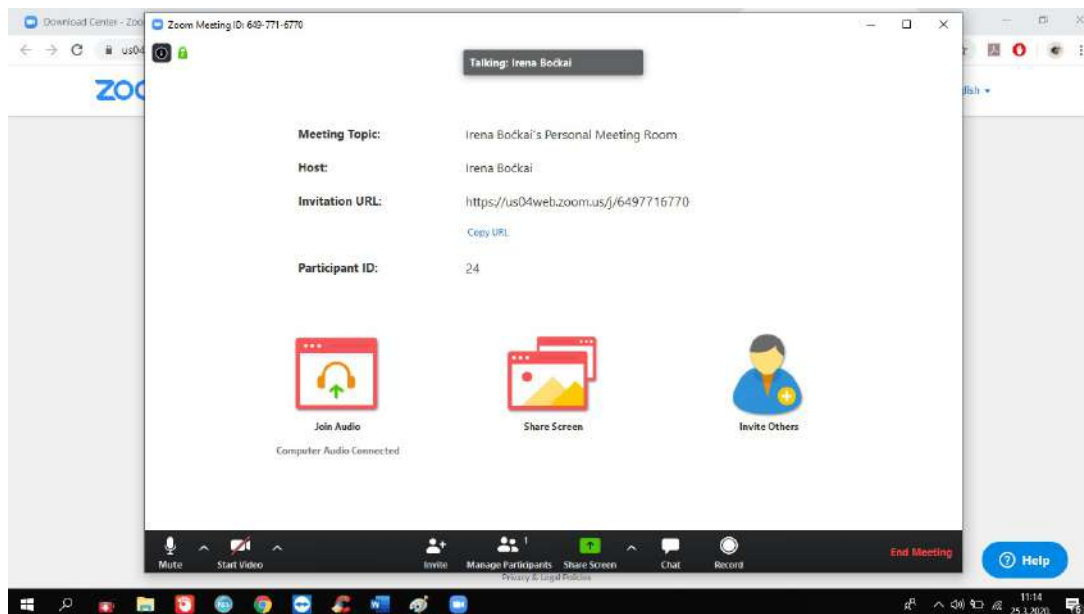 Download Center - Zoo
Zoom Meeting ID: 649-771-6770
us04
Talking: Irena Boćkai
zoo
glish
Meeting Topic: Irena Boćkai's Personal Meeting Room
Host: Irena Boćkai
Invitation URL: https://us04web.zoom.us/j/6497716770
Copy URL
Participant ID: 24
Join Audio Share Screen Invite Others
Computer Audio Connected
Mute Start Video Invite 1 Manage Participants Share Screen Chat Record End Meeting
Help
Privacy & Legal Policies
11:14
25.3.2020.